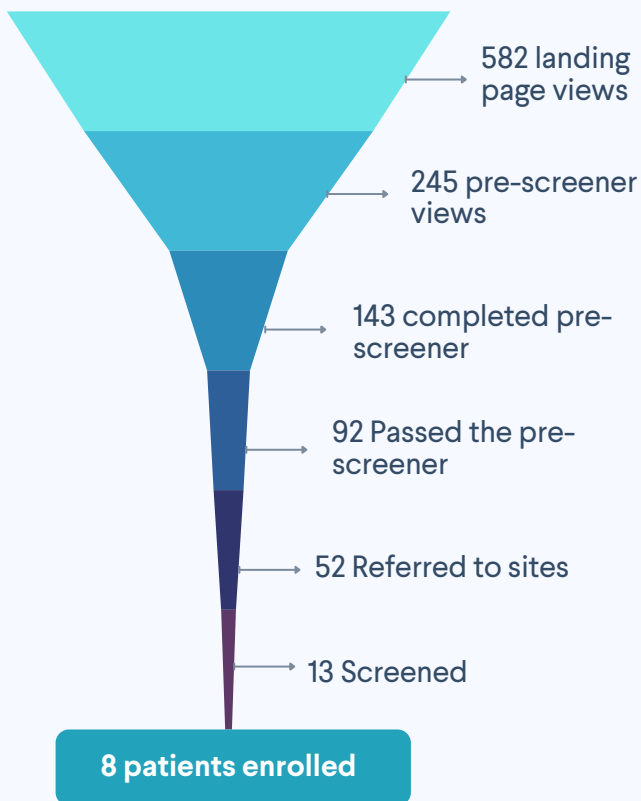 582 landing
page views
245 pre-screener
views
143 completed pre-
screener
92 Passed the pre-
screener
52 Referred to sites
13 Screened
8 patients enrolled